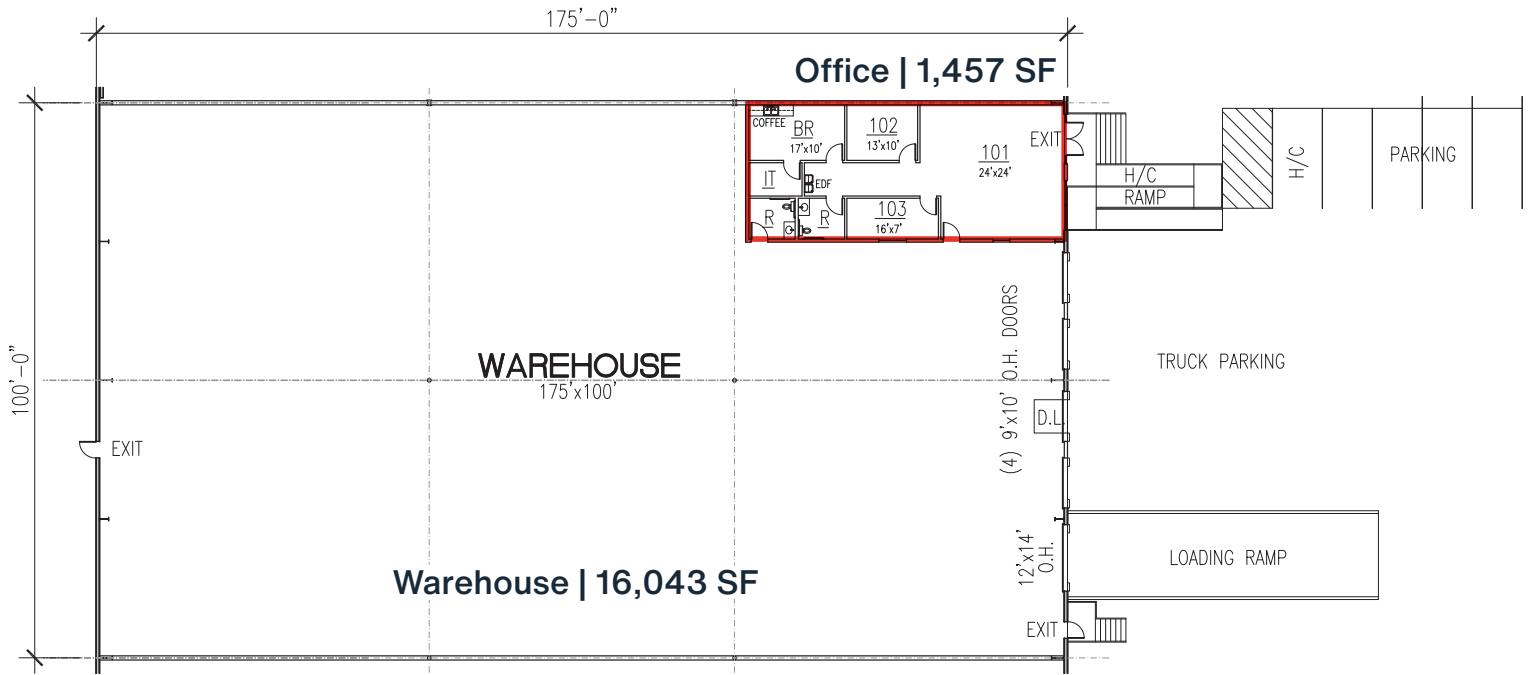 175'-0"
Office | 1,457 SF
COFFEE
BR
17'x10'
102
13'x10'
101
24'x24'
EXIT
IT
EDF
R
R
103
16'x7'
H/C
RAMP
H/C
PARKING
100'-0"
WAREHOUSE
175'x100'
(4) 9'x10' O.H. DOORS
D.L.
TRUCK PARKING
EXIT
Warehouse | 16,043 SF
12'x14'
O.H.
LOADING RAMP
EXIT